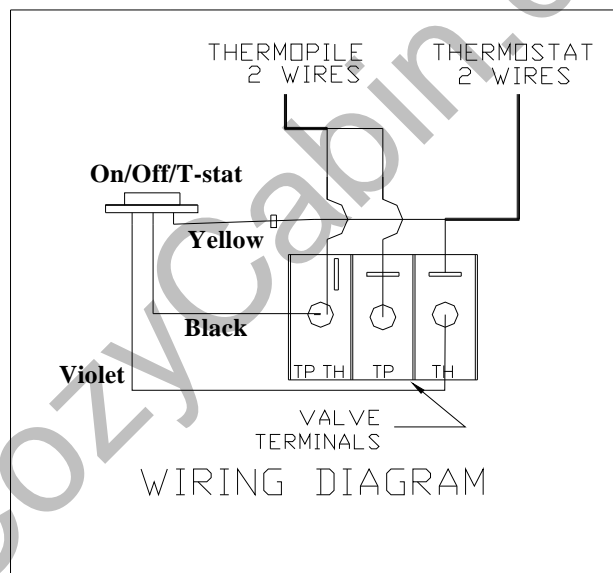 THERMOPILE
2 WIRES
THERMOSTAT
2 WIRES
On/Off/T-stat
Yellow
Black
Violet
TP TH
TP
TH
VALVE
TERMINALS
WIRING DIAGRAM
CozyCabin.c